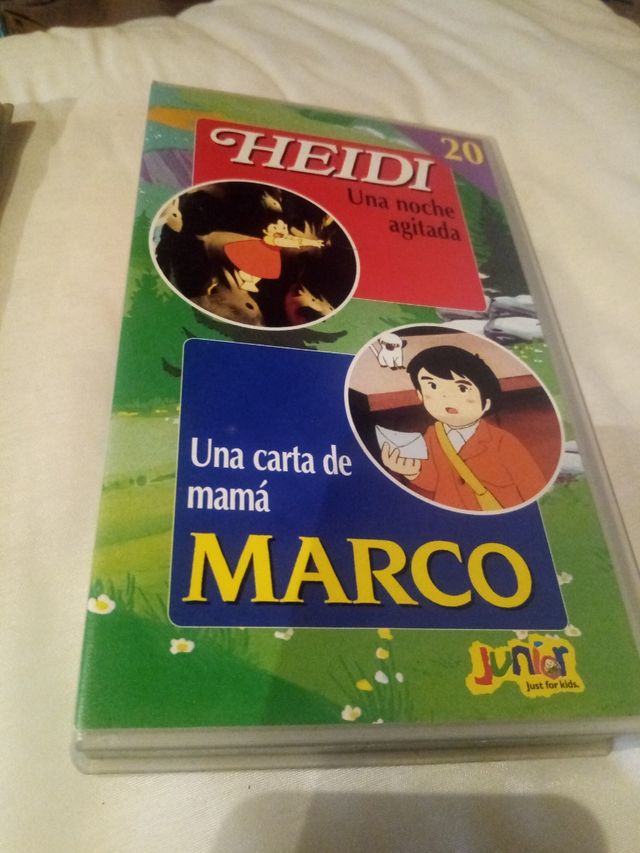 HEIDI
20
Una noche
agitada
Una carta de
mamá
MARCO
junior
Just for kids.